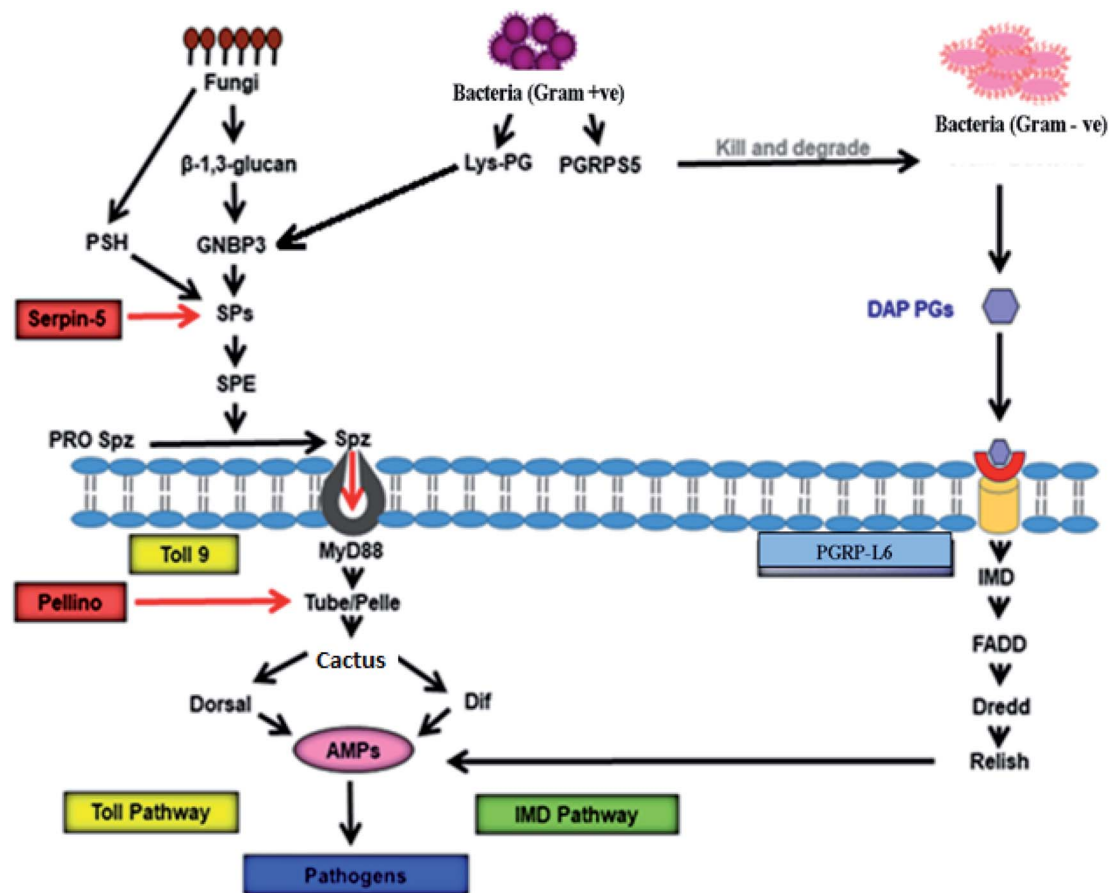 Fungi
Bacteria (Gram +ve)
Bacteria (Gram - ve)
β-1,3-glucan
Lys-PG
PGRPS5
Kill and degrade
PSH
GNBP3
Serpin-5
SPs
DAP PGs
SPE
PRO Spz
Spz
Toll 9
MyD88
PGRP-L6
IMD
Pellino
Tube/Pelle
FADD
Cactus
Dorsal
Dif
Dredd
AMPs
Relish
Toll Pathway
IMD Pathway
Pathogens